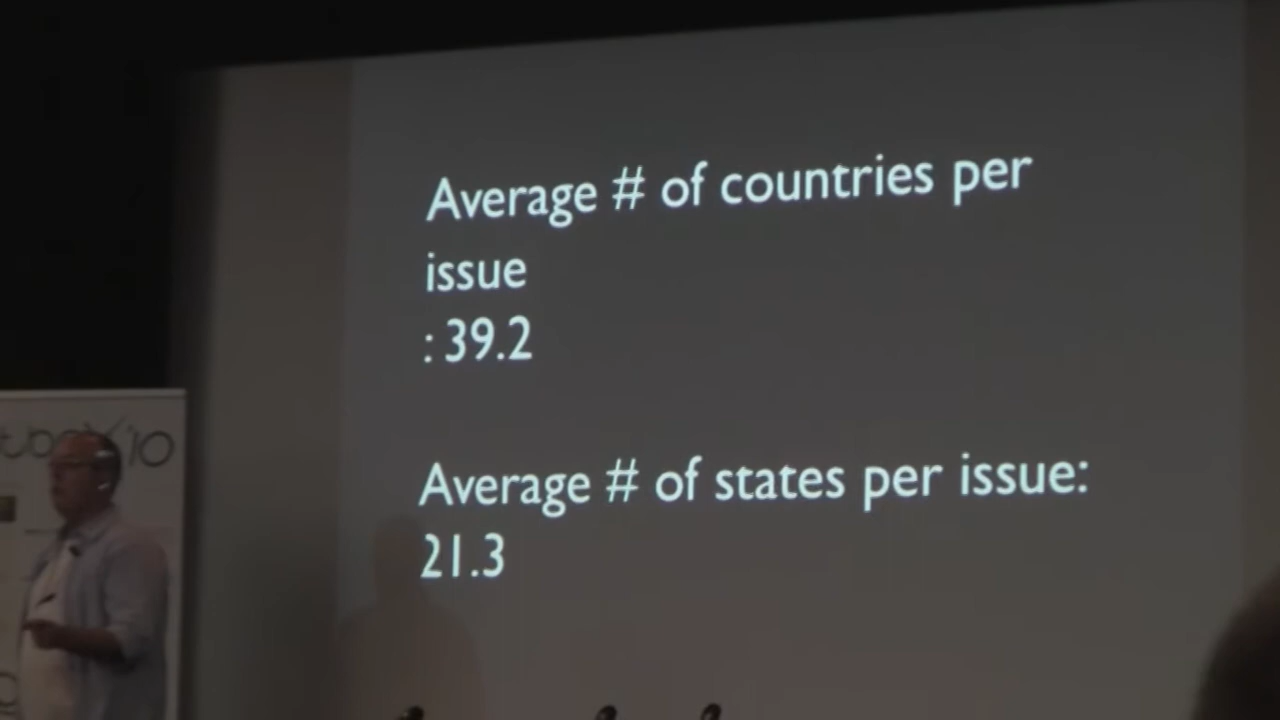 Average # of countries per
issue
: 39.2
Average # of states per issue:
21.3